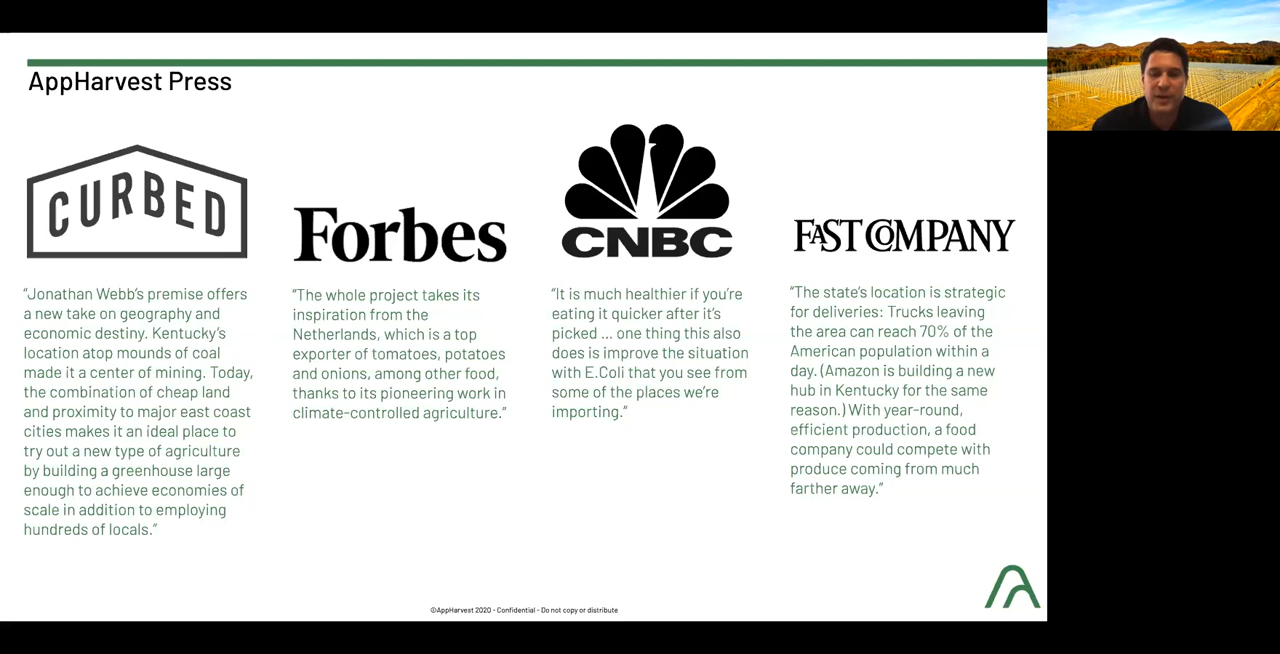 AppHarvest Press
CURBED
“Jonathan Webb’s premise offers
a new take on geography and
economic destiny. Kentucky’s
location atop mounds of coal
made it a center of mining. Today,
the combination of cheap land
and proximity to major east coast
cities makes it an ideal place to
try out a new type of agriculture
by building a greenhouse large
enough to achieve economies of
scale in addition to employing
hundreds of locals.”
Forbes
“The whole project takes its
inspiration from the
Netherlands, which is a top
exporter of tomatoes, potatoes
and onions, among other food,
thanks to its pioneering work in
climate-controlled agriculture.”
CNBC
“It is much healthier if you’re
eating it quicker after it’s
picked ... one thing this also
does is improve the situation
with E.Coli that you see from
some of the places we’re
importing.”
FAST COMPANY
“The state’s location is strategic
for deliveries: Trucks leaving
the area can reach 70% of the
American population within a
day. (Amazon is building a new
hub in Kentucky for the same
reason.) With year-round,
efficient production, a food
company could compete with
produce coming from much
farther away.”
©AppHarvest 2020 - Confidential - Do not copy or distribute